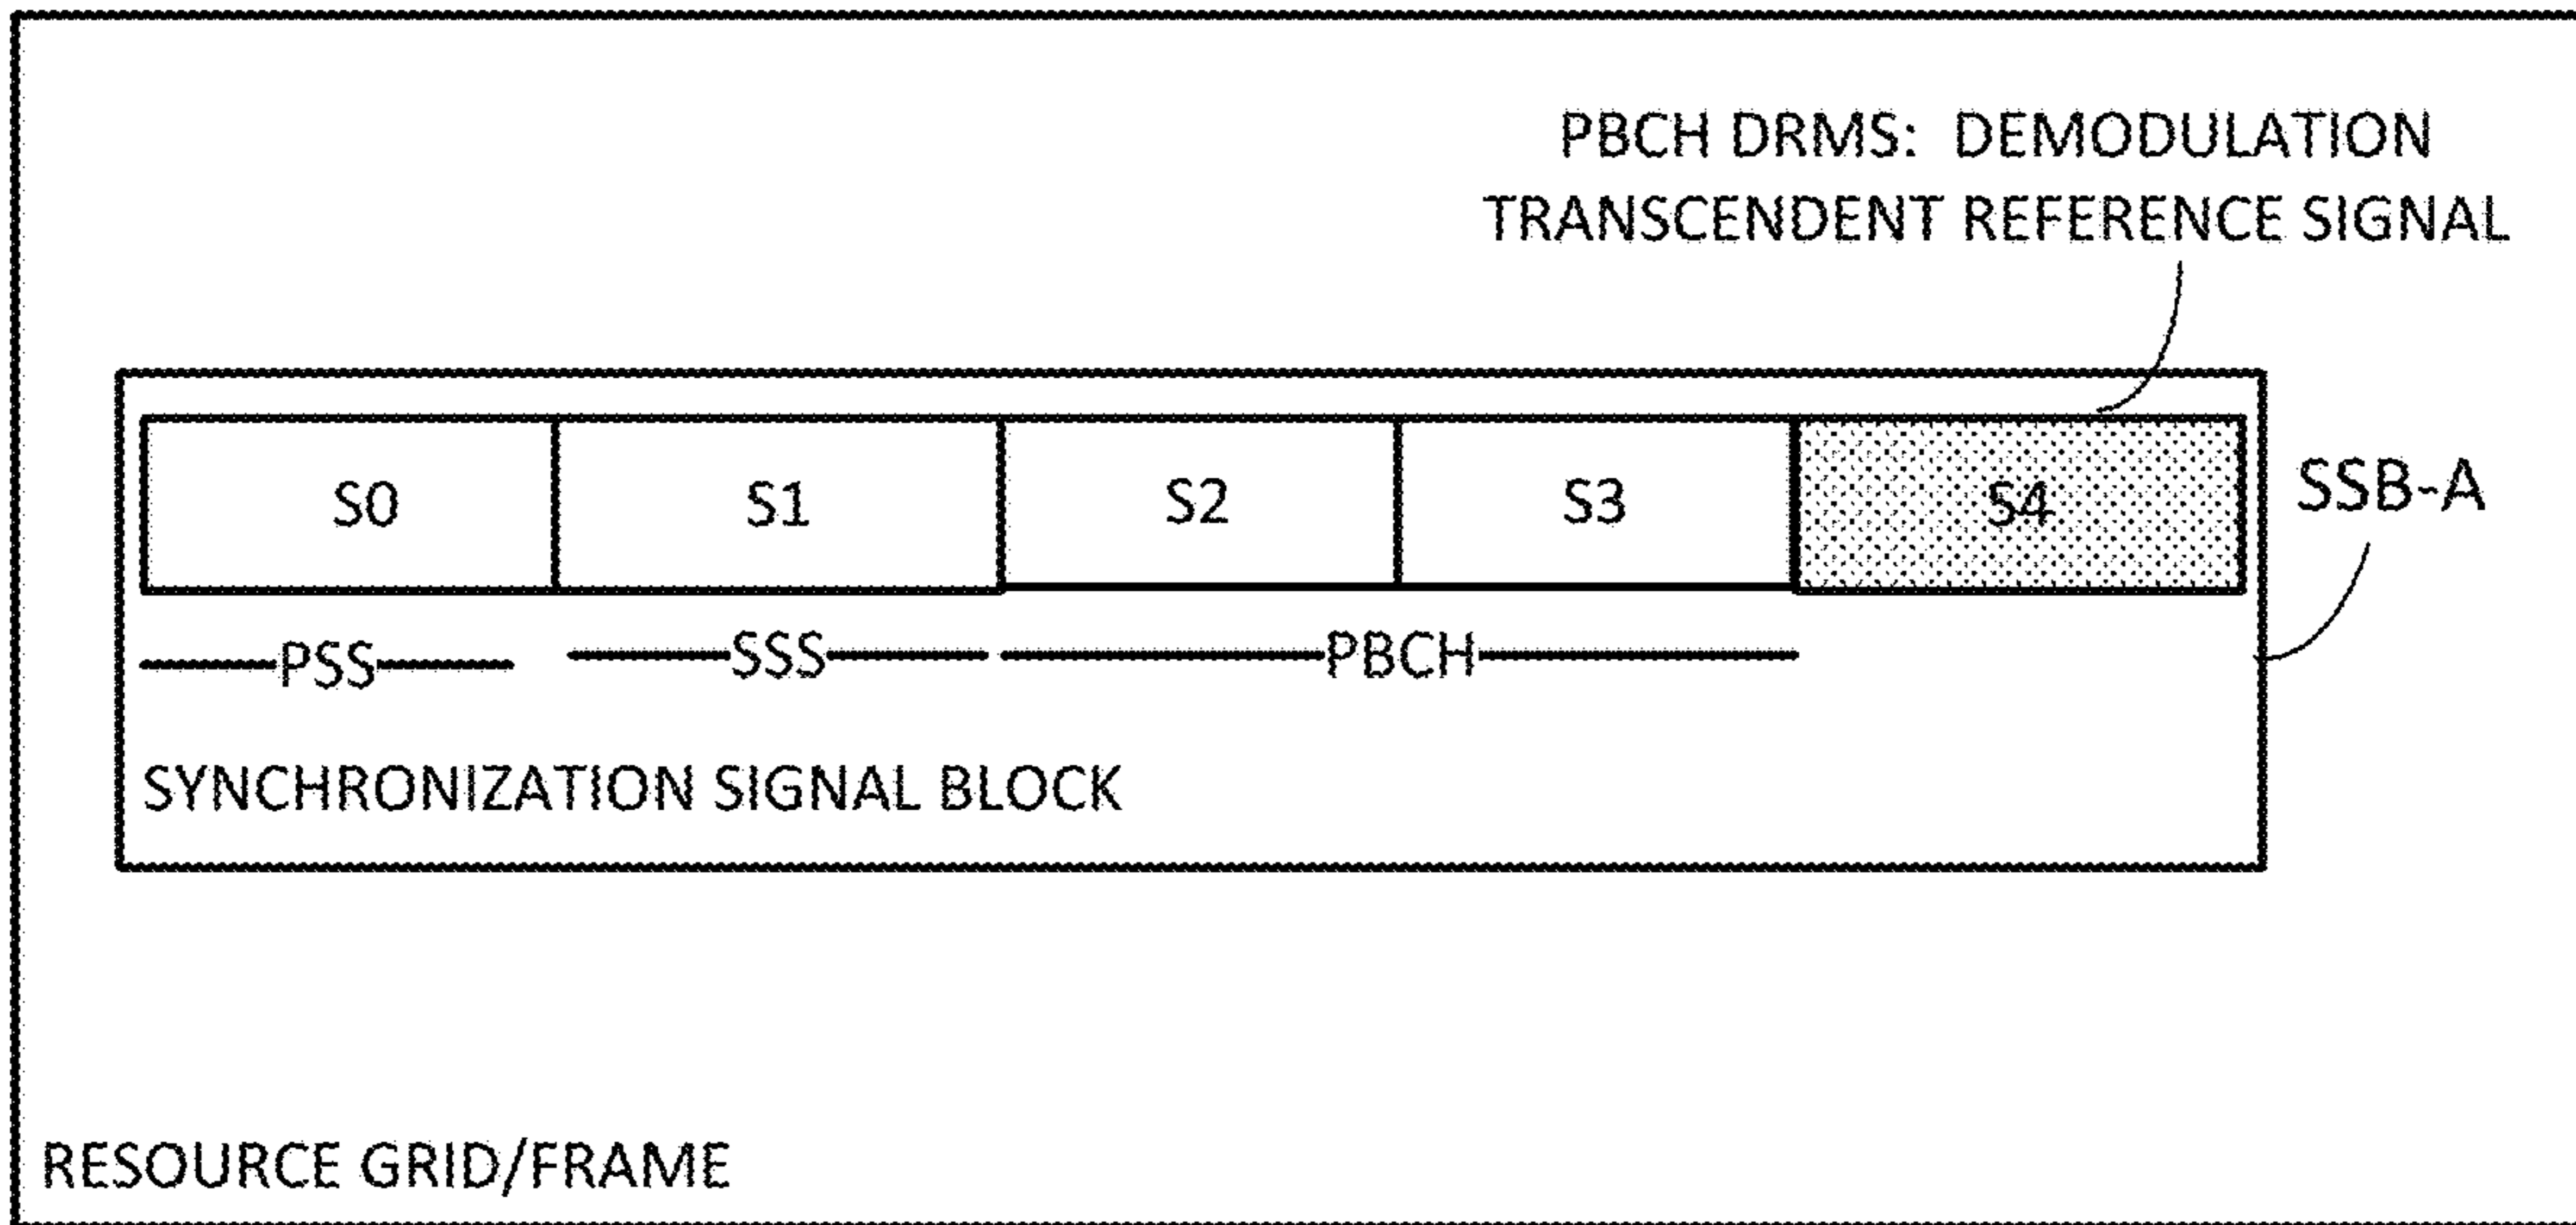 PBCH DRMS: DEMODULATION
TRANSCENDENT REFERENCE SIGNAL
S0 S1 S2 S3 S4
SSB-A
PSS SSS PBCH
SYNCHRONIZATION SIGNAL BLOCK
RESOURCE GRID/FRAME